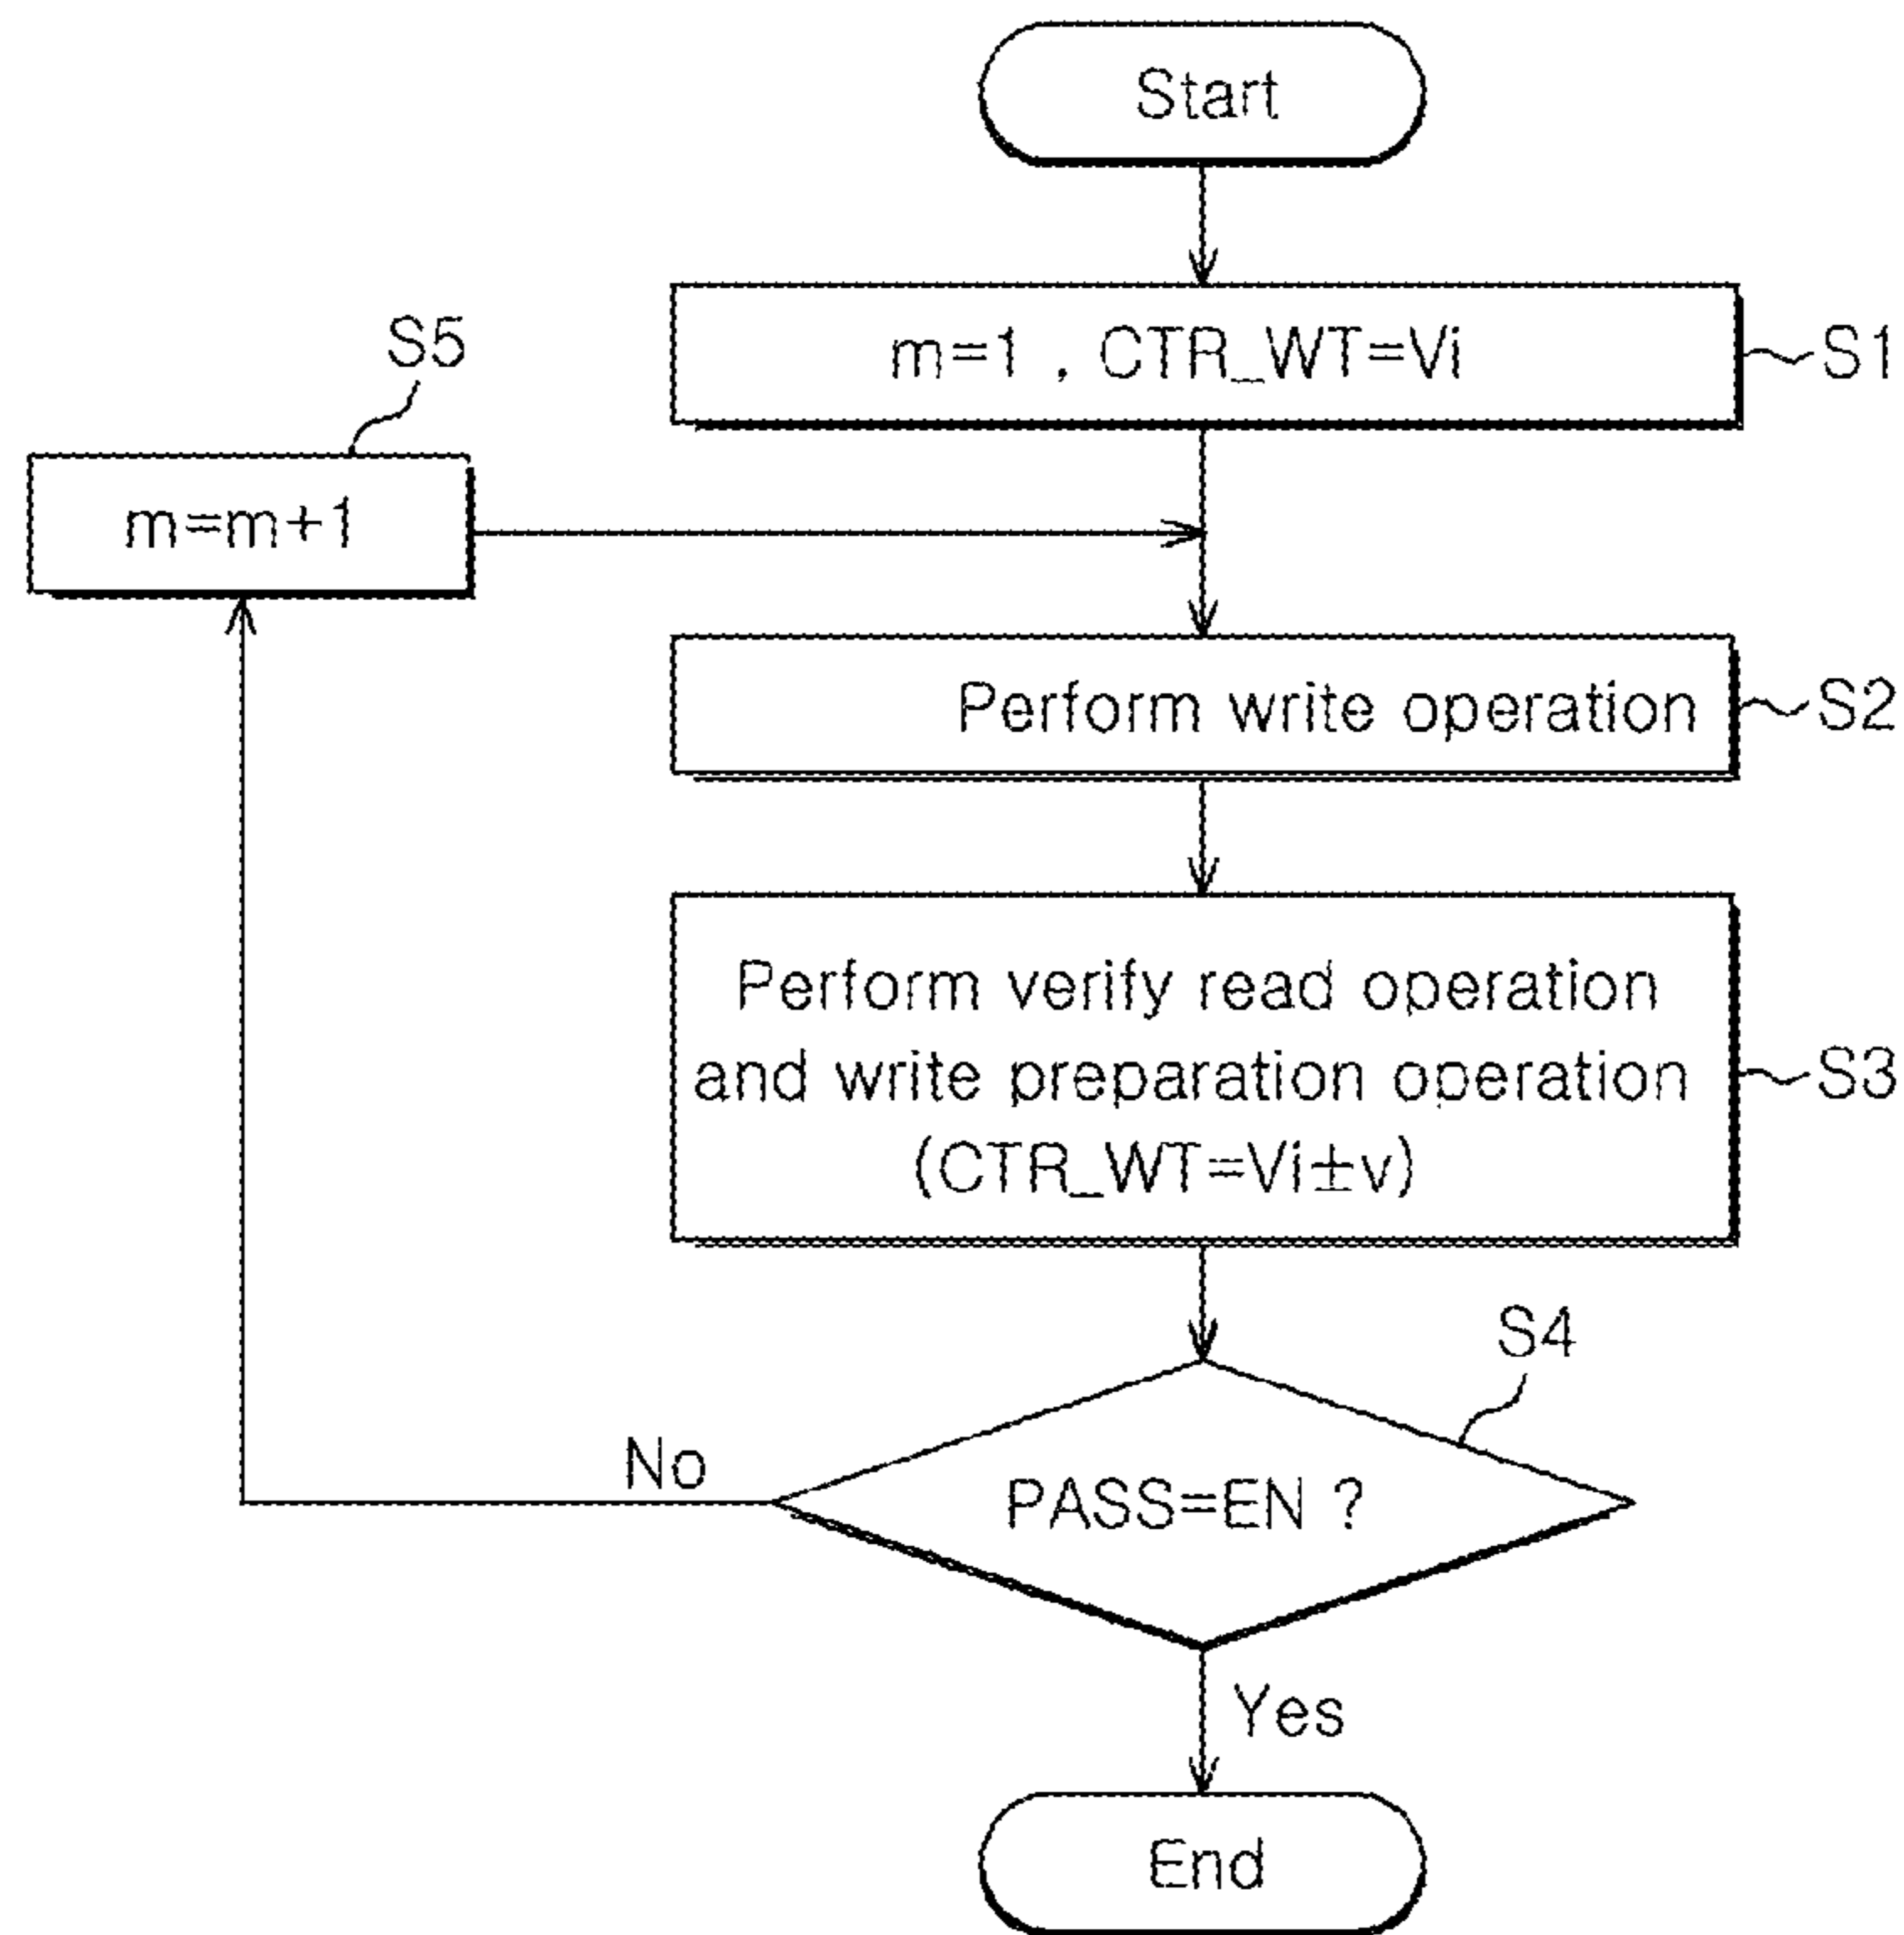 Start
m=1 , CTR_WT=Vi
S1
S5
m=m+1
Perform write operation
S2
Perform verify read operation
and write preparation operation
(CTR_WT=Vi±v)
S3
S4
No
PASS=EN ?
Yes
End